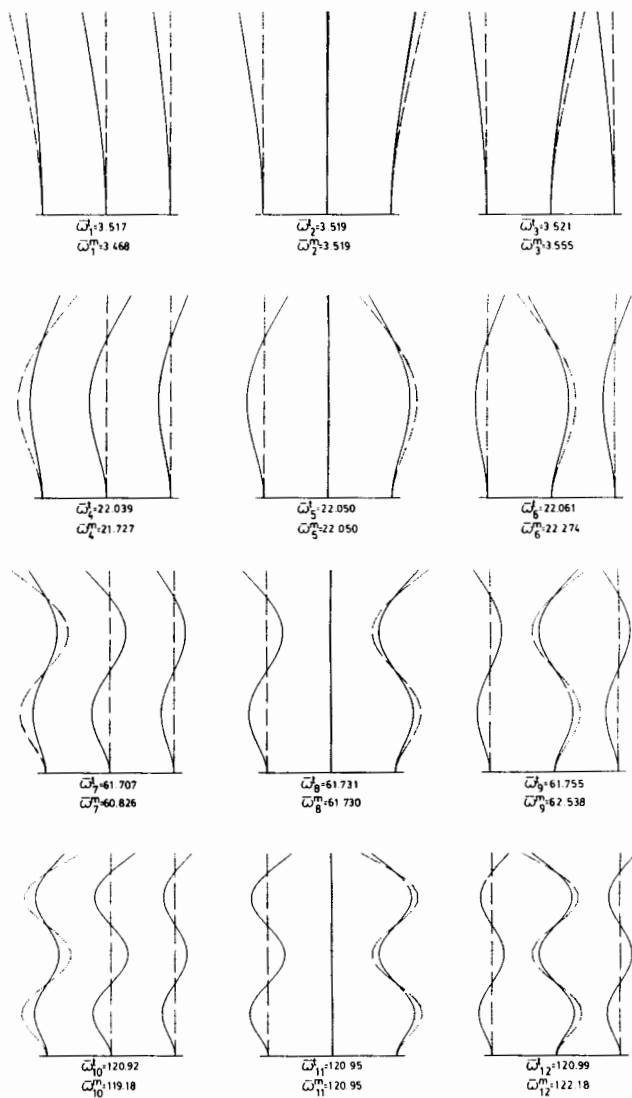 ω̄₁ᵗ=3.517 ω̄₂ᵗ=3.519 ω̄₃ᵗ=3.521
ω̄₁ᵐ=3.468 ω̄₂ᵐ=3.519 ω̄₃ᵐ=3.555
ω̄₄ᵗ=22.039 ω̄₅ᵗ=22.050 ω̄₆ᵗ=22.061
ω̄₄ᵐ=21.727 ω̄₅ᵐ=22.050 ω̄₆ᵐ=22.274
ω̄₇ᵗ=61.707 ω̄₈ᵗ=61.731 ω̄₉ᵗ=61.755
ω̄₇ᵐ=60.826 ω̄₈ᵐ=61.730 ω̄₉ᵐ=62.538
ω̄₁₀ᵗ=120.92 ω̄₁₁ᵗ=120.95 ω̄₁₂ᵗ=120.99
ω̄₁₀ᵐ=119.18 ω̄₁₁ᵐ=120.95 ω̄₁₂ᵐ=122.18